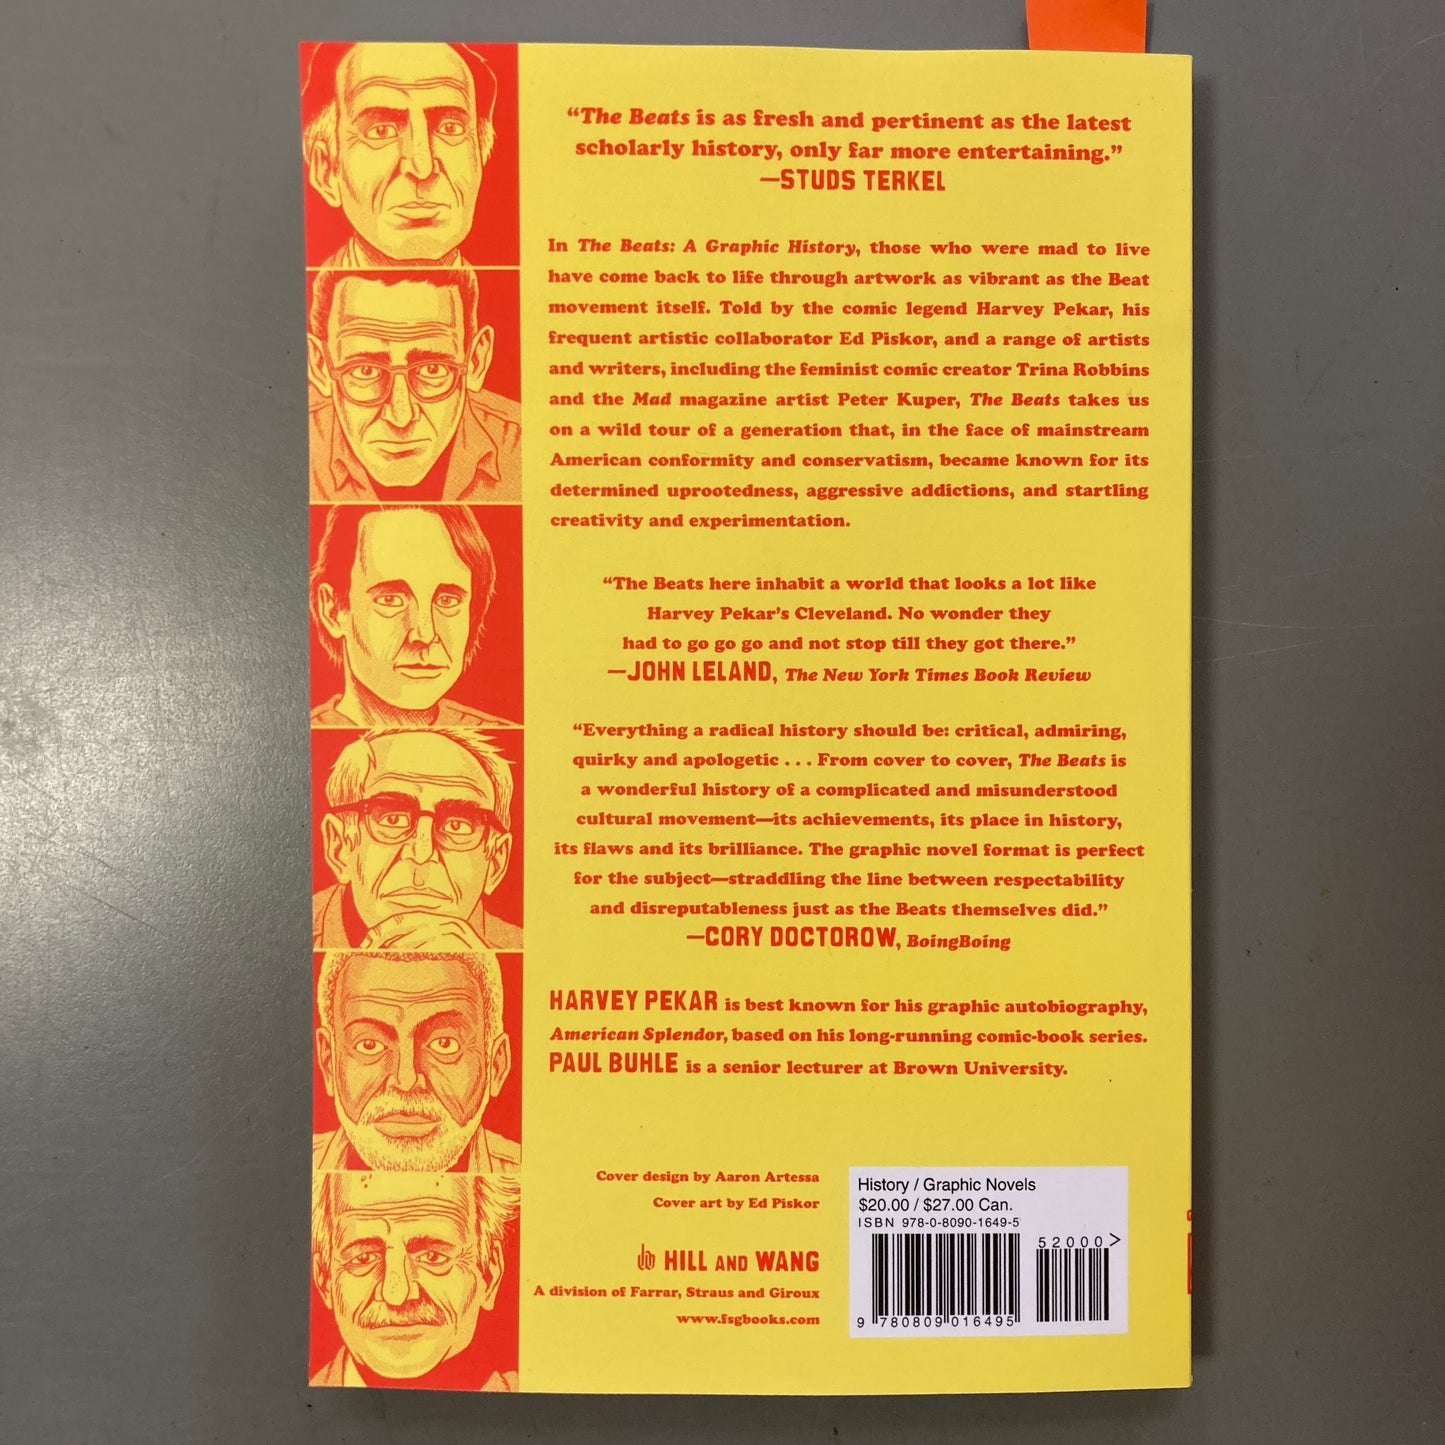 “The Beats is as fresh and pertinent as the latest
scholarly history, only far more entertaining.”
—STUDS TERKEL
In The Beats: A Graphic History, those who were mad to live
have come back to life through artwork as vibrant as the Beat
movement itself. Told by the comic legend Harvey Pekar, his
frequent artistic collaborator Ed Piskor, and a range of artists
and writers, including the feminist comic creator Trina Robbins
and the Mad magazine artist Peter Kuper, The Beats takes us
on a wild tour of a generation that, in the face of mainstream
American conformity and conservatism, became known for its
determined uprootedness, aggressive addictions, and startling
creativity and experimentation.
“The Beats here inhabit a world that looks a lot like
Harvey Pekar’s Cleveland. No wonder they
had to go go go and not stop till they got there.”
—JOHN LELAND, The New York Times Book Review
“Everything a radical history should be: critical, admiring,
quirky and apologetic . . . From cover to cover, The Beats is
a wonderful history of a complicated and misunderstood
cultural movement—its achievements, its place in history,
its flaws and its brilliance. The graphic novel format is perfect
for the subject—straddling the line between respectability
and disreputableness just as the Beats themselves did.”
—CORY DOCTOROW, BoingBoing
HARVEY PEKAR is best known for his graphic autobiography,
American Splendor, based on his long-running comic-book series.
PAUL BUHLE is a senior lecturer at Brown University.
Cover design by Aaron Artessa
Cover art by Ed Piskor
HILL AND WANG
A division of Farrar, Straus and Giroux
www.fsgbooks.com
History / Graphic Novels
$20.00 / $27.00 Can.
ISBN 978-0-8090-1649-5
52000>
9 780809 016495